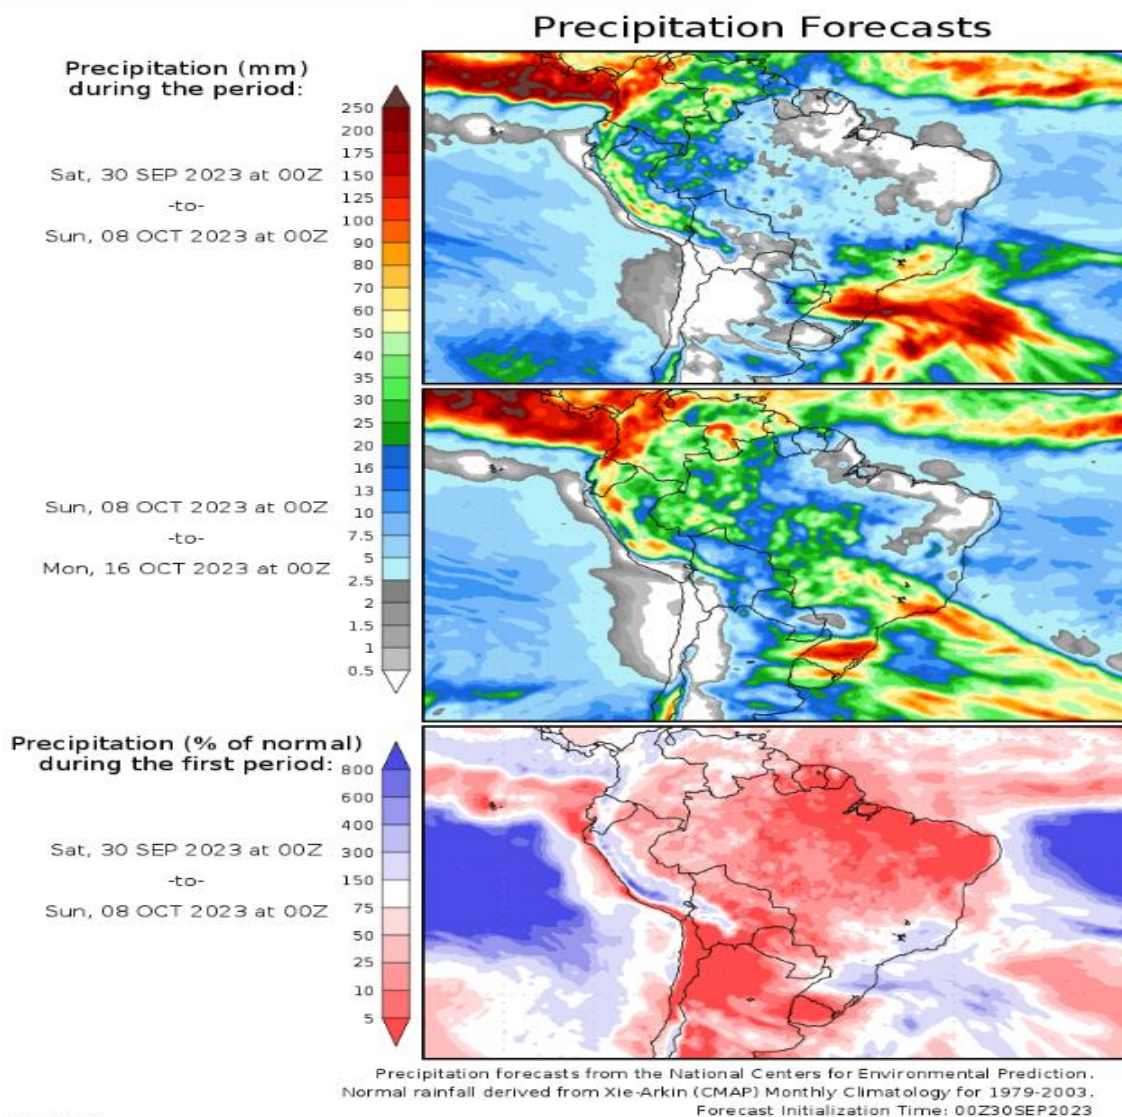 Precipitation Forecasts
Precipitation (mm)
during the period:
250
200
175
150
125
100
90
80
70
60
50
40
35
30
25
20
16
13
10
7.5
5
2.5
2
1.5
1
0.5
Sat, 30 SEP 2023 at 00Z
-to-
Sun, 08 OCT 2023 at 00Z
Sun, 08 OCT 2023 at 00Z
-to-
Mon, 16 OCT 2023 at 00Z
Precipitation (% of normal)
during the first period:
800
600
400
300
150
75
50
25
10
5
Sat, 30 SEP 2023 at 00Z
-to-
Sun, 08 OCT 2023 at 00Z
Precipitation forecasts from the National Centers for Environmental Prediction.
Normal rainfall derived from Xie-Arkin (CMAP) Monthly Climatology for 1979-2003.
Forecast Initialization Time: 00Z30SEP2023